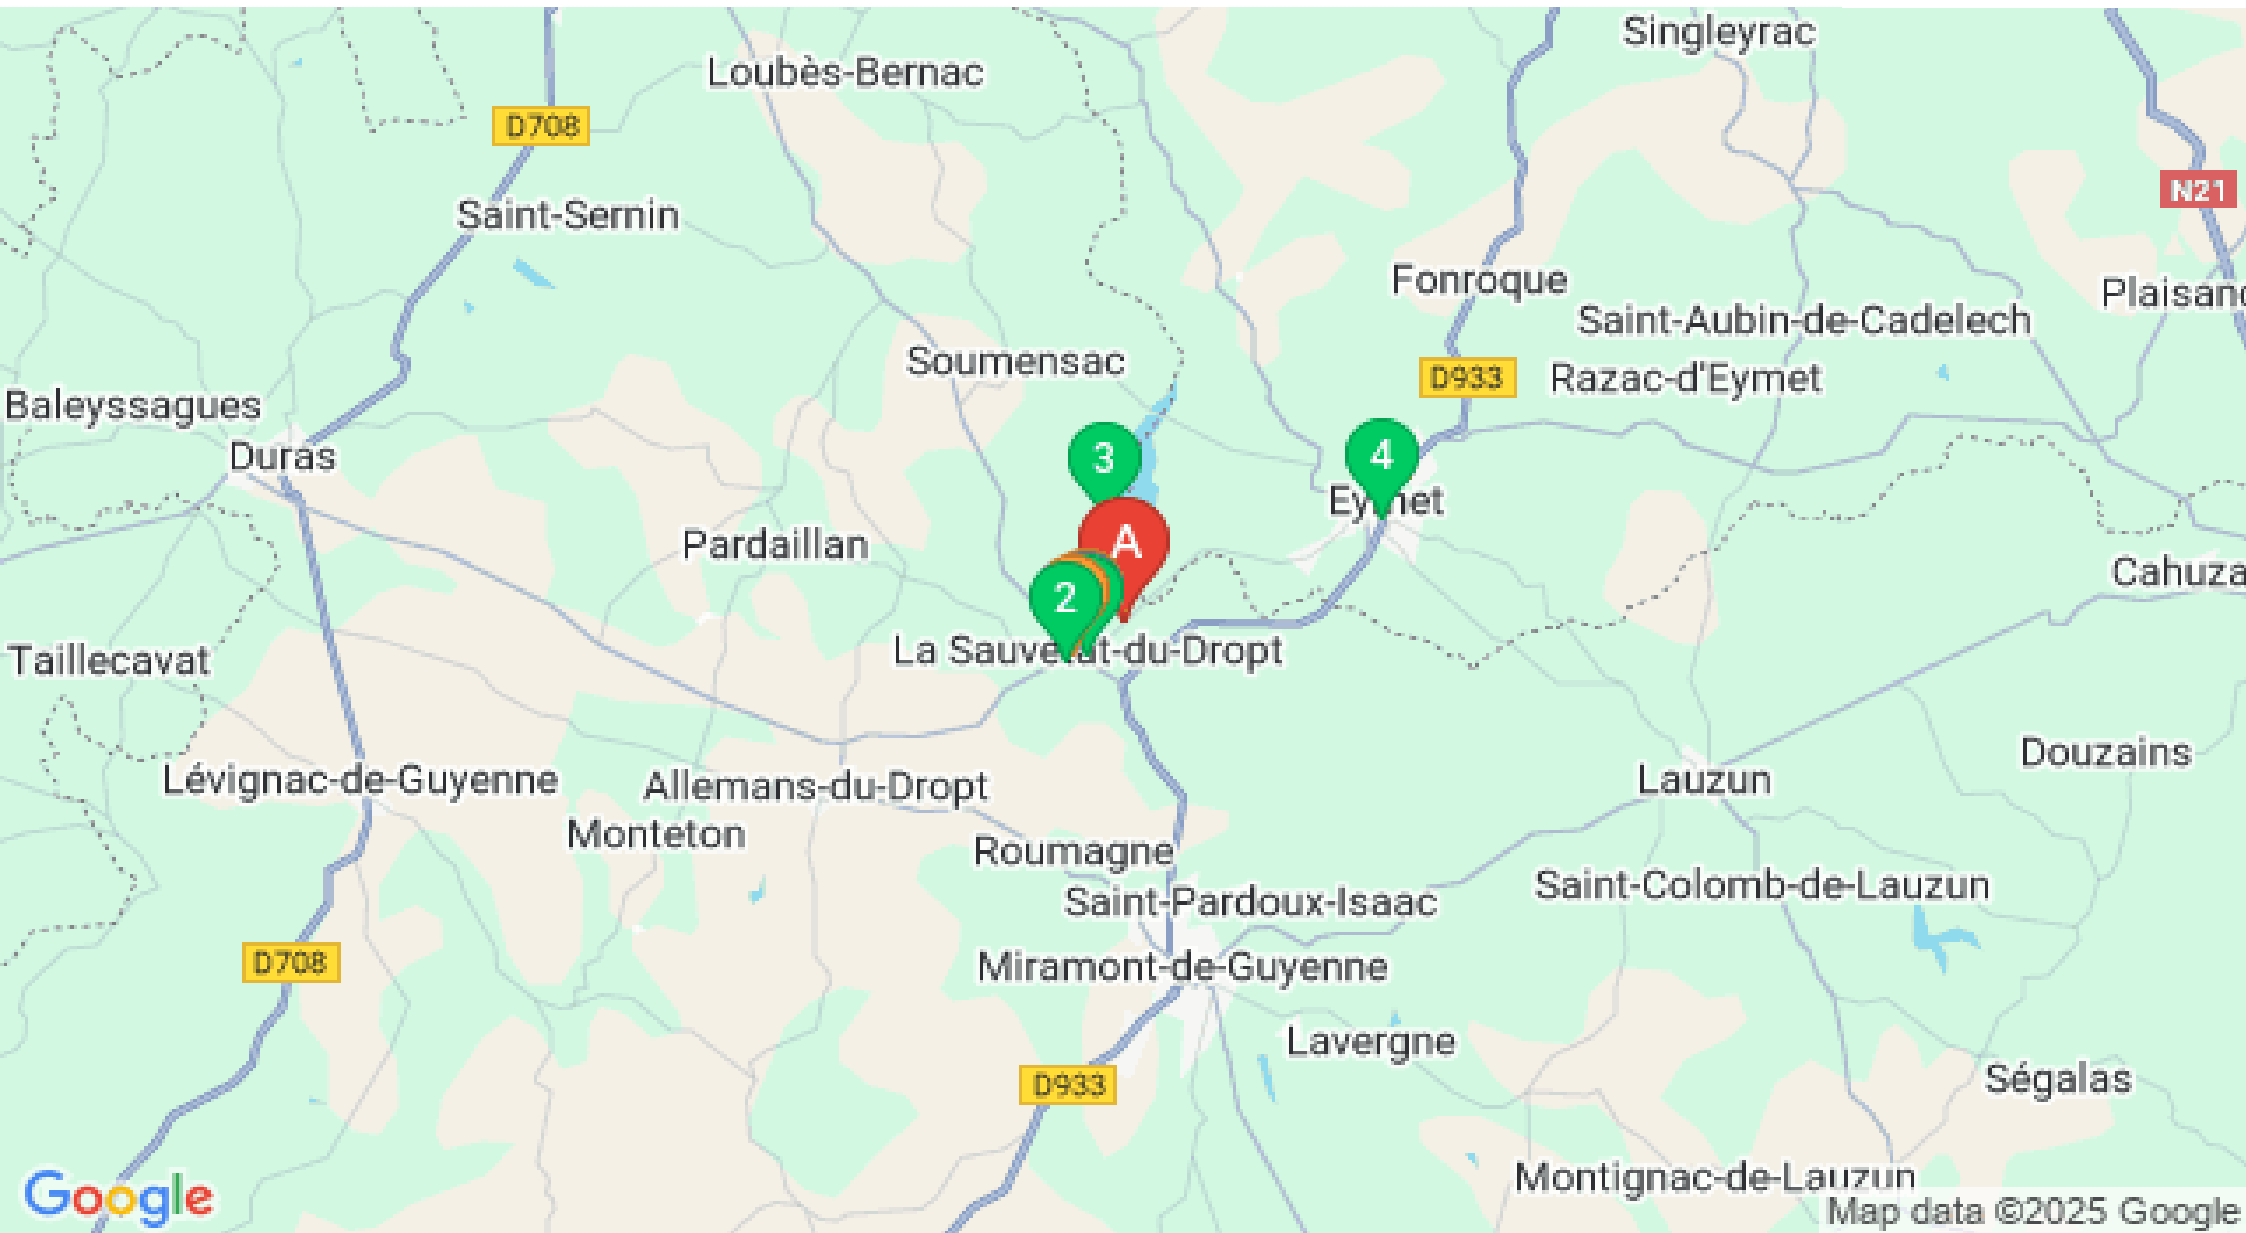 Singleyrac
Loubès-Bernac
D708
N21
Saint-Sernin
Fonroque
Plaisanc
Saint-Aubin-de-Cadelech
Soumensac
D933
Razac-d'Eymet
Baleyssagues
Duras
3
4
Eymet
Pardaillan
A
Cahuza
2
La Sauvetat-du-Dropt
Taillecavat
Douzains
Lévignac-de-Guyenne
Allemans-du-Dropt
Lauzun
Monteton
Roumagne
Saint-Colomb-de-Lauzun
Saint-Pardoux-Isaac
D708
Miramont-de-Guyenne
Lavergne
D933
Ségalas
Montignac-de-Lauzun
Google
Map data ©2025 Google